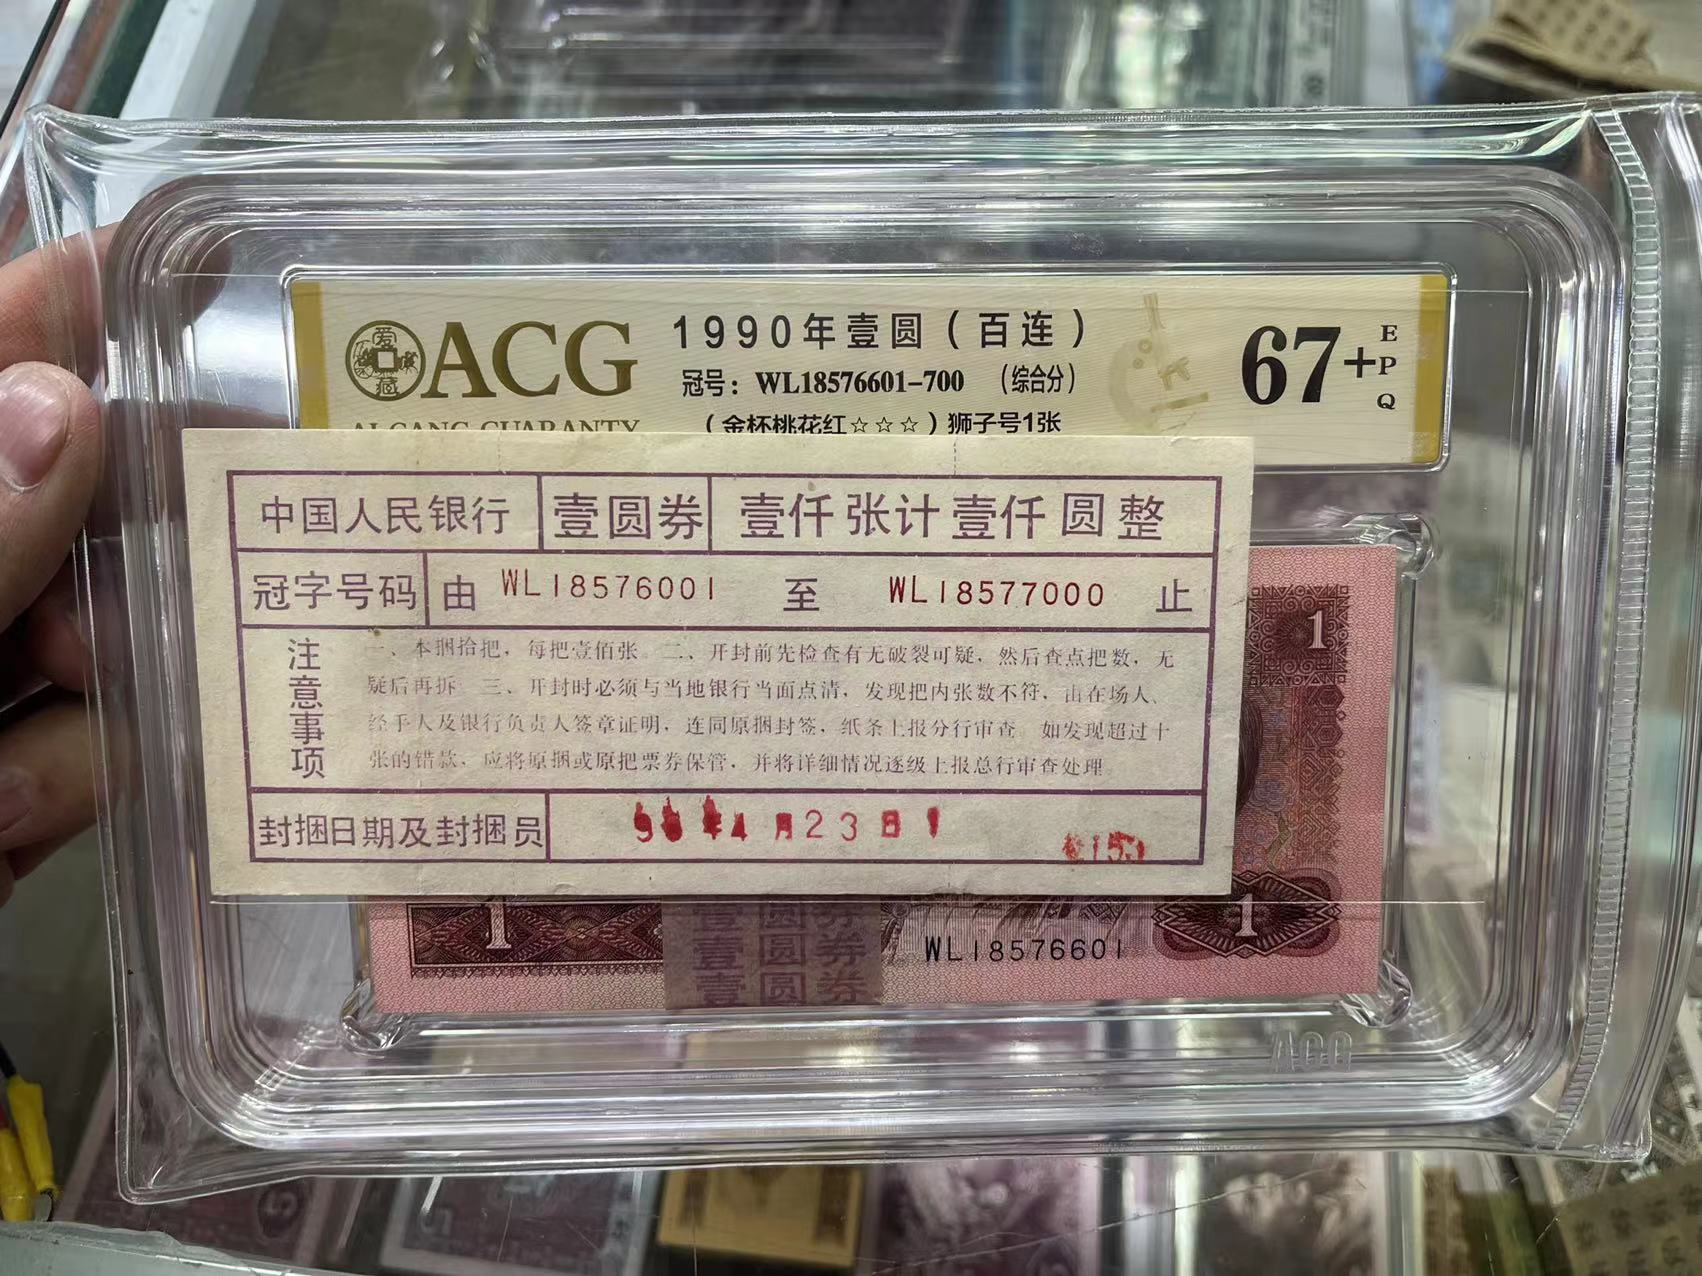 爱藏
ACG
1990年壹圆（百连）
冠号：WL18576601-700 （综合分）
（金杯桃花红☆☆☆）狮子号1张
67+
EPQ
AI CANG GUARANTY
中国人民银行 壹圆券 壹仟张计壹仟圆整
冠字号码 由 WL18576001 至 WL18577000 止
注意事项
一、本捆拾把，每把壹佰张。二、开封前先检查有无破裂可疑，然后查点把数，无
疑后再拆 三、开封时必须与当地银行当面点清，发现把内张数不符，由在场人、
经手人及银行负责人签章证明，连同原捆封签，纸条上报分行审查 如发现超过十
张的错款，应将原捆或原把票券保管，并将详细情况逐级上报总行审查处理。
封捆日期及封捆员
4月23日
153
1
1
1
壹圆券
壹圆券
壹圆券
WL18576601
ACG